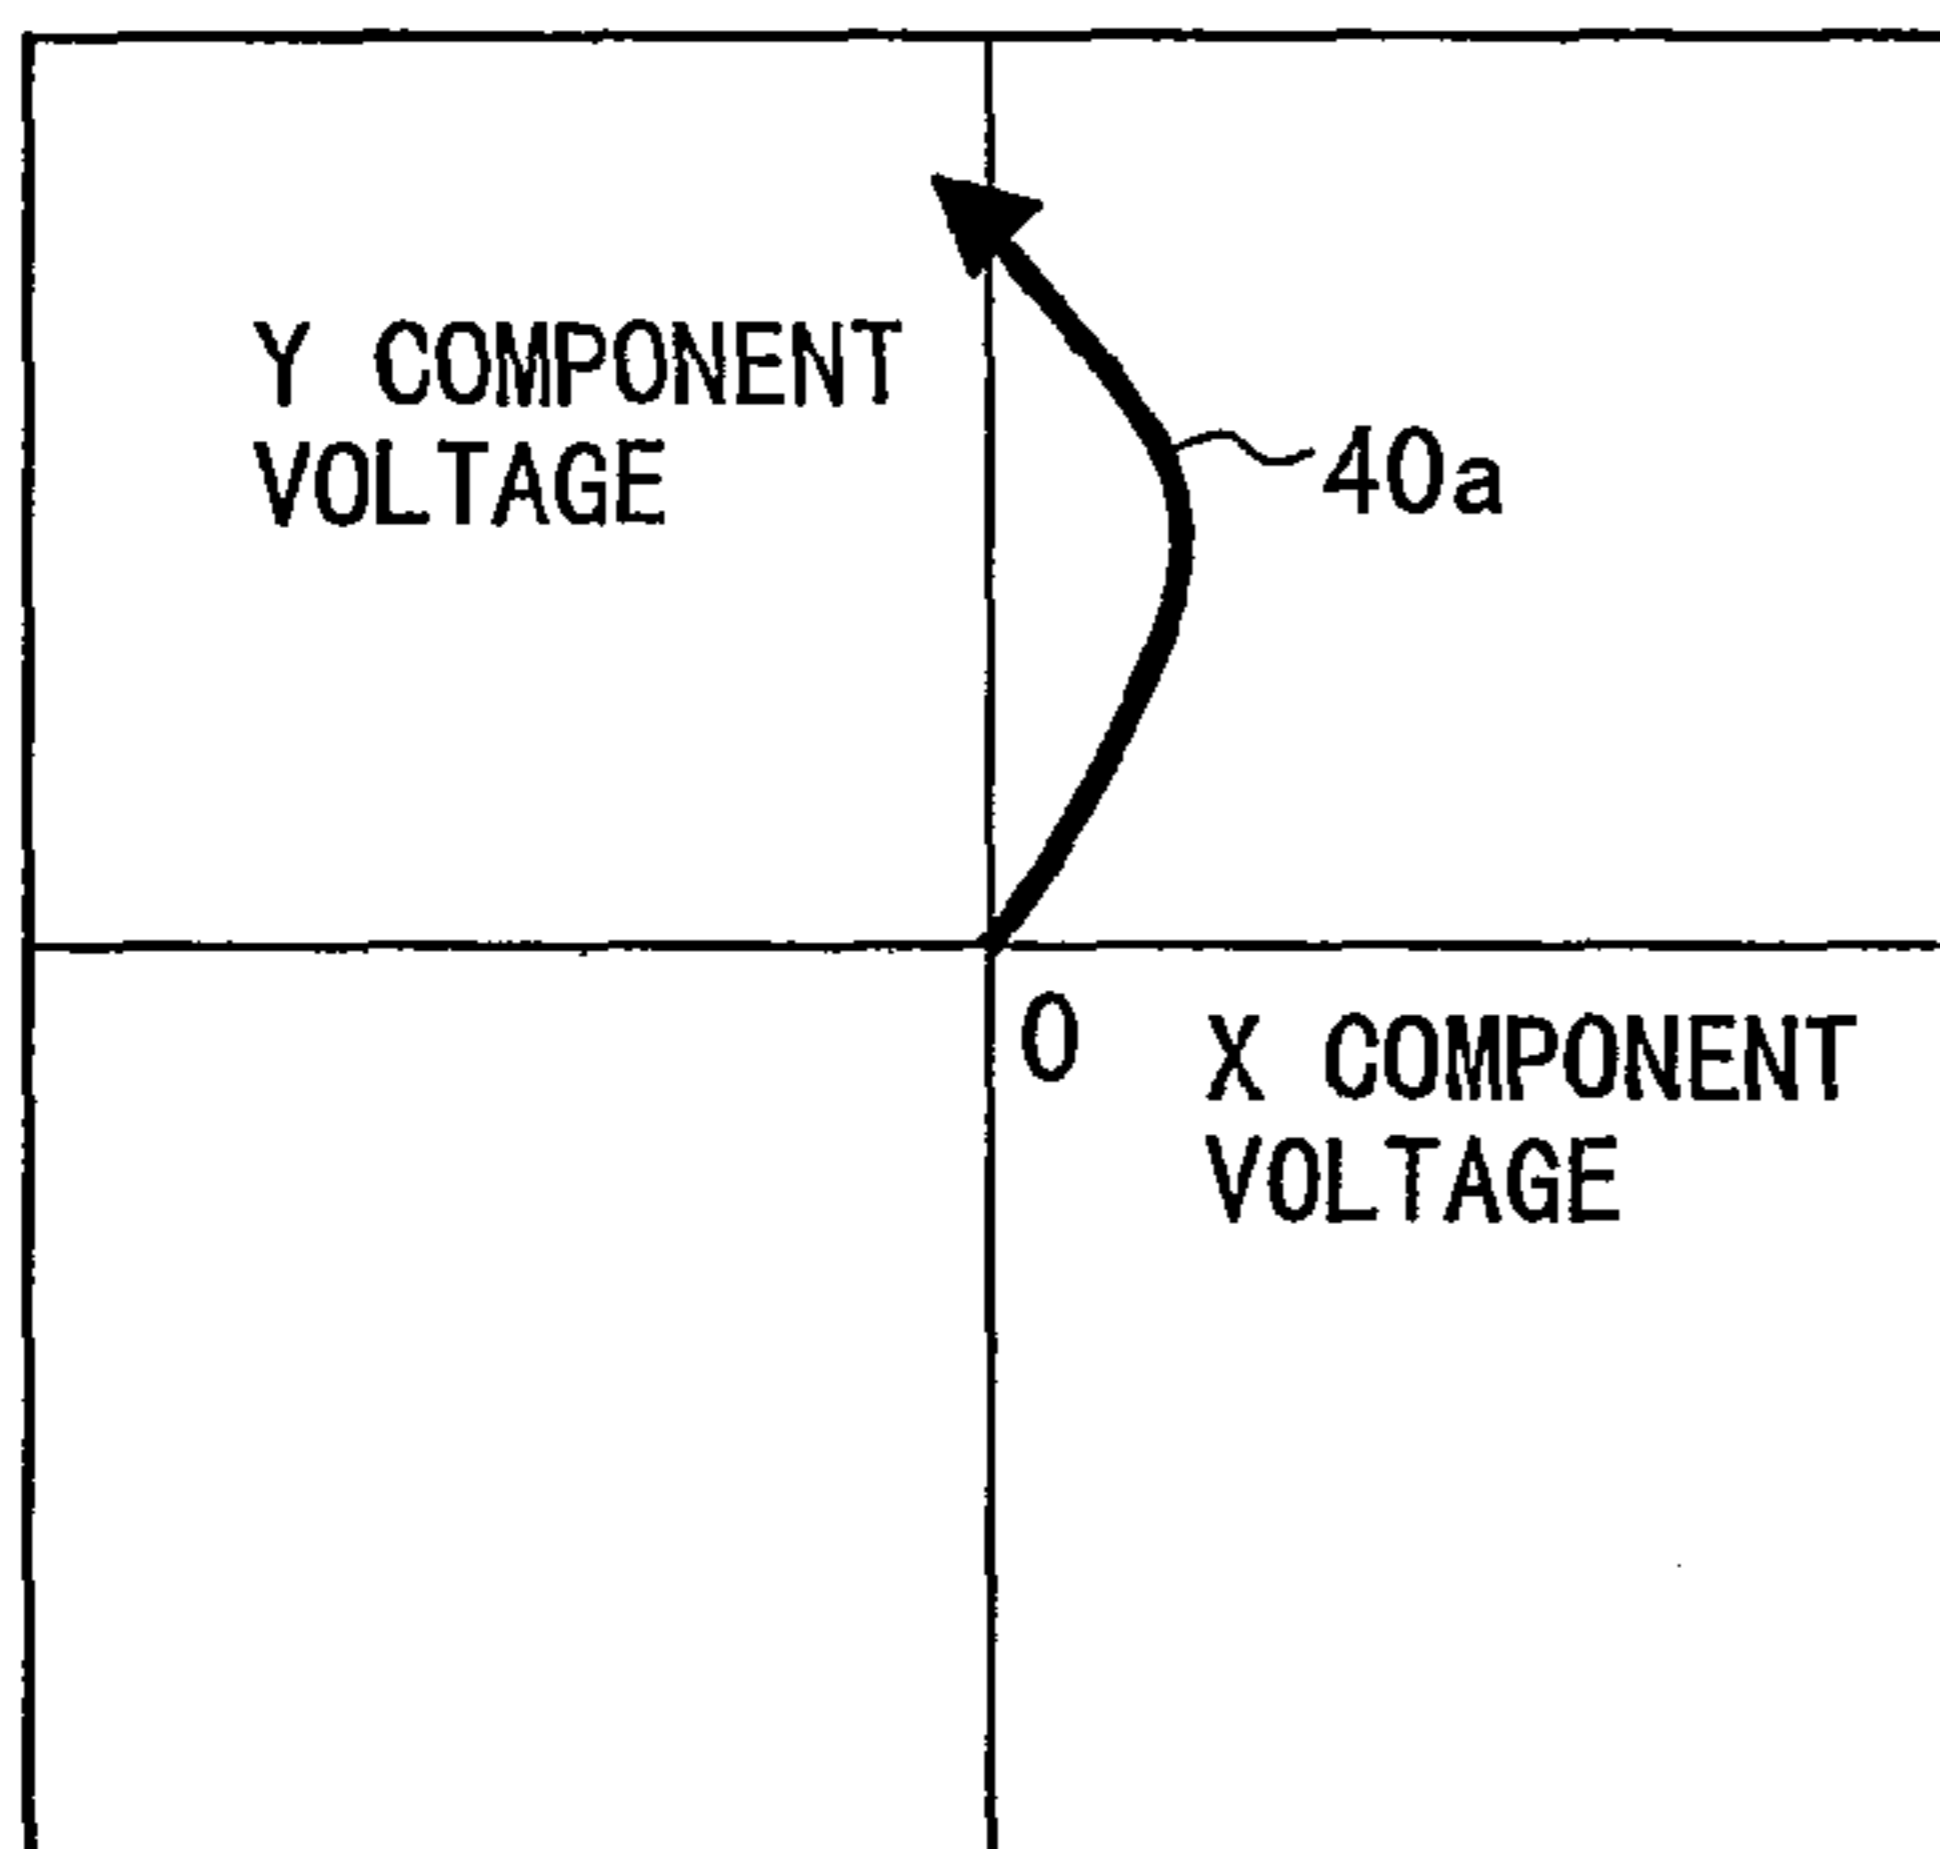 Y COMPONENT
VOLTAGE
40a
0
X COMPONENT
VOLTAGE